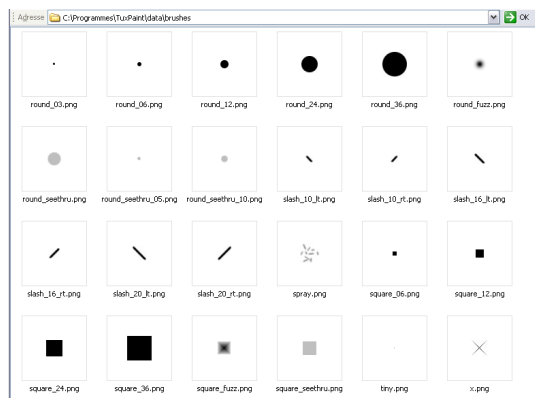 Adresse C:\Programmes\TuxPaint\data\brushes OK
round_03.png round_06.png round_12.png round_24.png round_36.png round_fuzz.png
round_seethru.png round_seethru_05.png round_seethru_10.png slash_10_lt.png slash_10_rt.png slash_16_lt.png
slash_16_rt.png slash_20_lt.png slash_20_rt.png spray.png square_06.png square_12.png
square_24.png square_36.png square_fuzz.png square_seethru.png tiny.png x.png